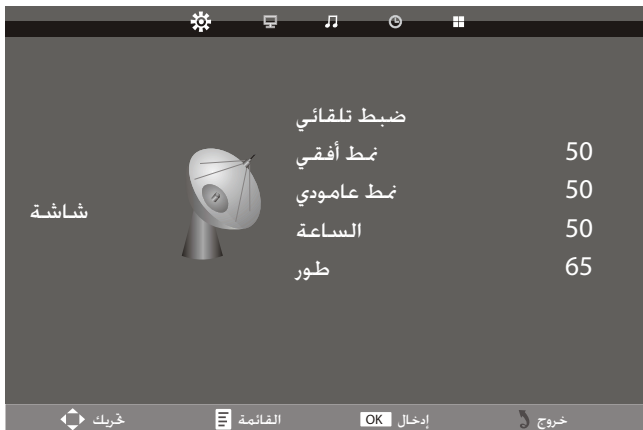 ضبط تلقائي
نمط أفقي 50
نمط عامودي 50
شاشة
الساعة 50
طور 65
خروج
إدخال OK
القائمة
تحريك